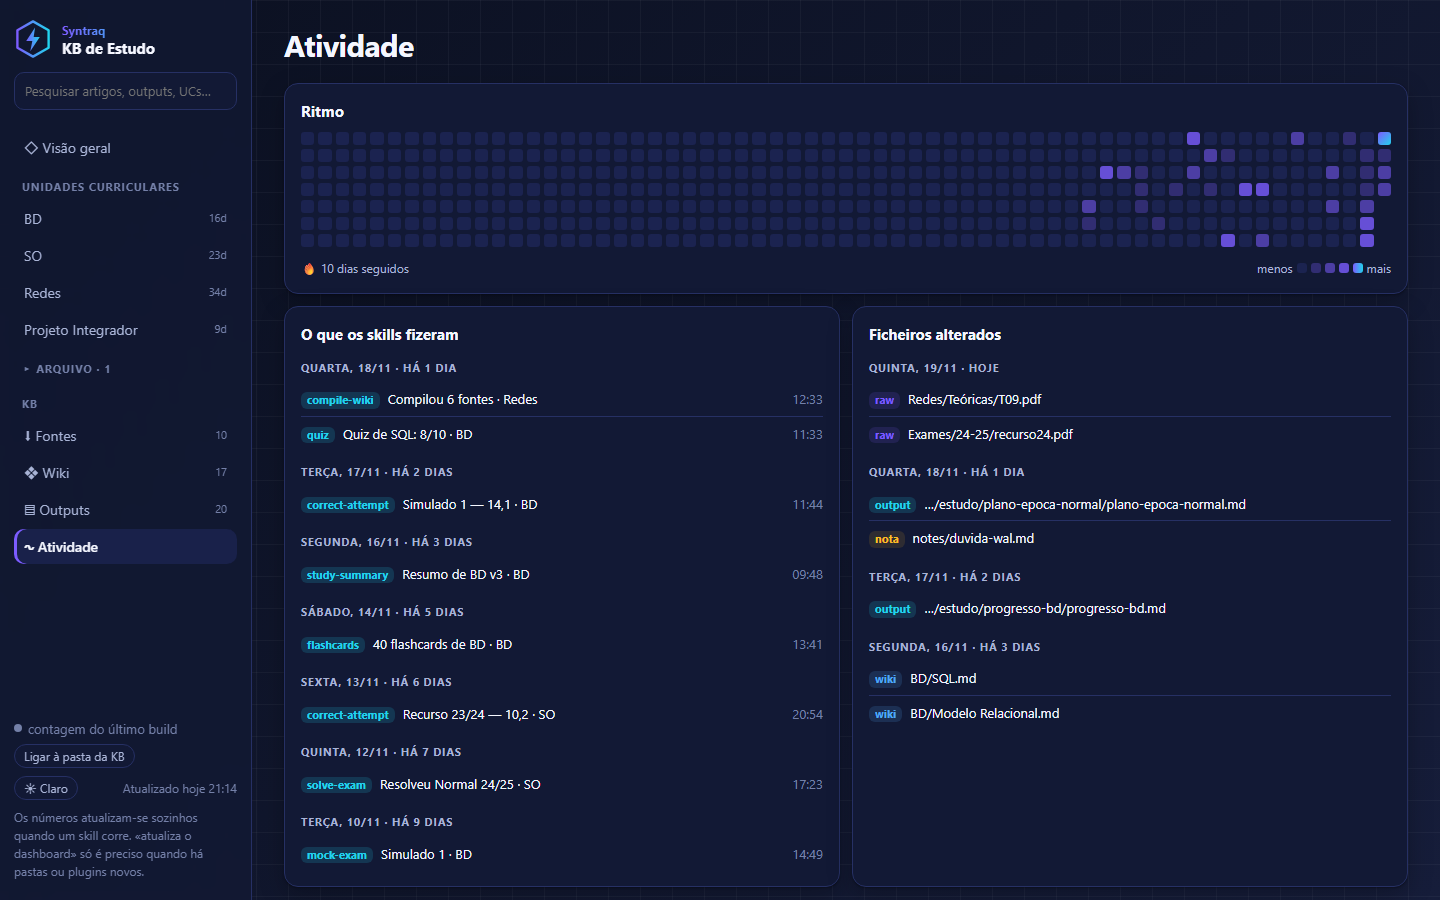 Syntraq
KB de Estudo
Pesquisar artigos, outputs, UCs...
◇ Visão geral
UNIDADES CURRICULARES
BD 16d
SO 23d
Redes 34d
Projeto Integrador 9d
▸ ARQUIVO · 1
KB
⬇ Fontes 10
❖ Wiki 17
▤ Outputs 20
~ Atividade
contagem do último build
Ligar à pasta da KB
☀ Claro Atualizado hoje 21:14
Os números atualizam-se sozinhos
quando um skill corre. «atualiza o
dashboard» só é preciso quando há
pastas ou plugins novos.
Atividade
Ritmo
🔥 10 dias seguidos
menos mais
O que os skills fizeram
QUARTA, 18/11 · HÁ 1 DIA
compile-wiki Compilou 6 fontes · Redes 12:33
quiz Quiz de SQL: 8/10 · BD 11:33
TERÇA, 17/11 · HÁ 2 DIAS
correct-attempt Simulado 1 — 14,1 · BD 11:44
SEGUNDA, 16/11 · HÁ 3 DIAS
study-summary Resumo de BD v3 · BD 09:48
SÁBADO, 14/11 · HÁ 5 DIAS
flashcards 40 flashcards de BD · BD 13:41
SEXTA, 13/11 · HÁ 6 DIAS
correct-attempt Recurso 23/24 — 10,2 · SO 20:54
QUINTA, 12/11 · HÁ 7 DIAS
solve-exam Resolveu Normal 24/25 · SO 17:23
TERÇA, 10/11 · HÁ 9 DIAS
mock-exam Simulado 1 · BD 14:49
Ficheiros alterados
QUINTA, 19/11 · HOJE
raw Redes/Teóricas/T09.pdf
raw Exames/24-25/recurso24.pdf
QUARTA, 18/11 · HÁ 1 DIA
output .../estudo/plano-epoca-normal/plano-epoca-normal.md
nota notes/duvida-wal.md
TERÇA, 17/11 · HÁ 2 DIAS
output .../estudo/progresso-bd/progresso-bd.md
SEGUNDA, 16/11 · HÁ 3 DIAS
wiki BD/SQL.md
wiki BD/Modelo Relacional.md